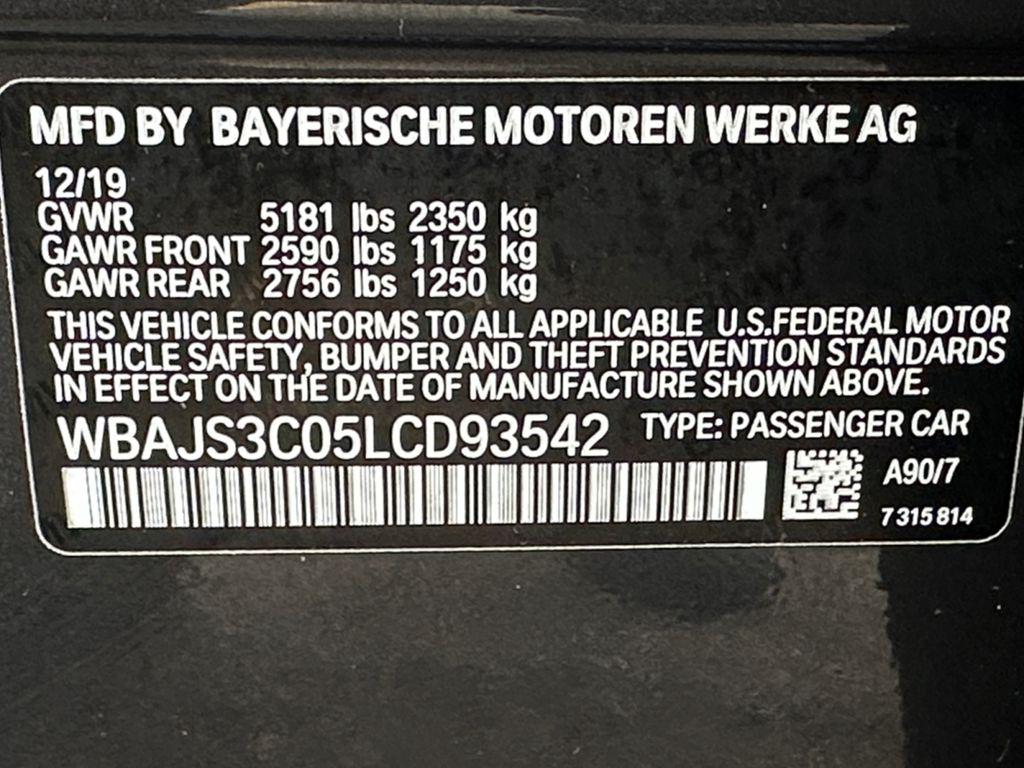 MFD BY BAYERISCHE MOTOREN WERKE AG
12/19
GVWR 5181 lbs 2350 kg
GAWR FRONT 2590 lbs 1175 kg
GAWR REAR 2756 lbs 1250 kg
THIS VEHICLE CONFORMS TO ALL APPLICABLE U.S.FEDERAL MOTOR
VEHICLE SAFETY, BUMPER AND THEFT PREVENTION STANDARDS
IN EFFECT ON THE DATE OF MANUFACTURE SHOWN ABOVE.
WBAJS3C05LCD93542 TYPE: PASSENGER CAR
A90/7
7 315 814